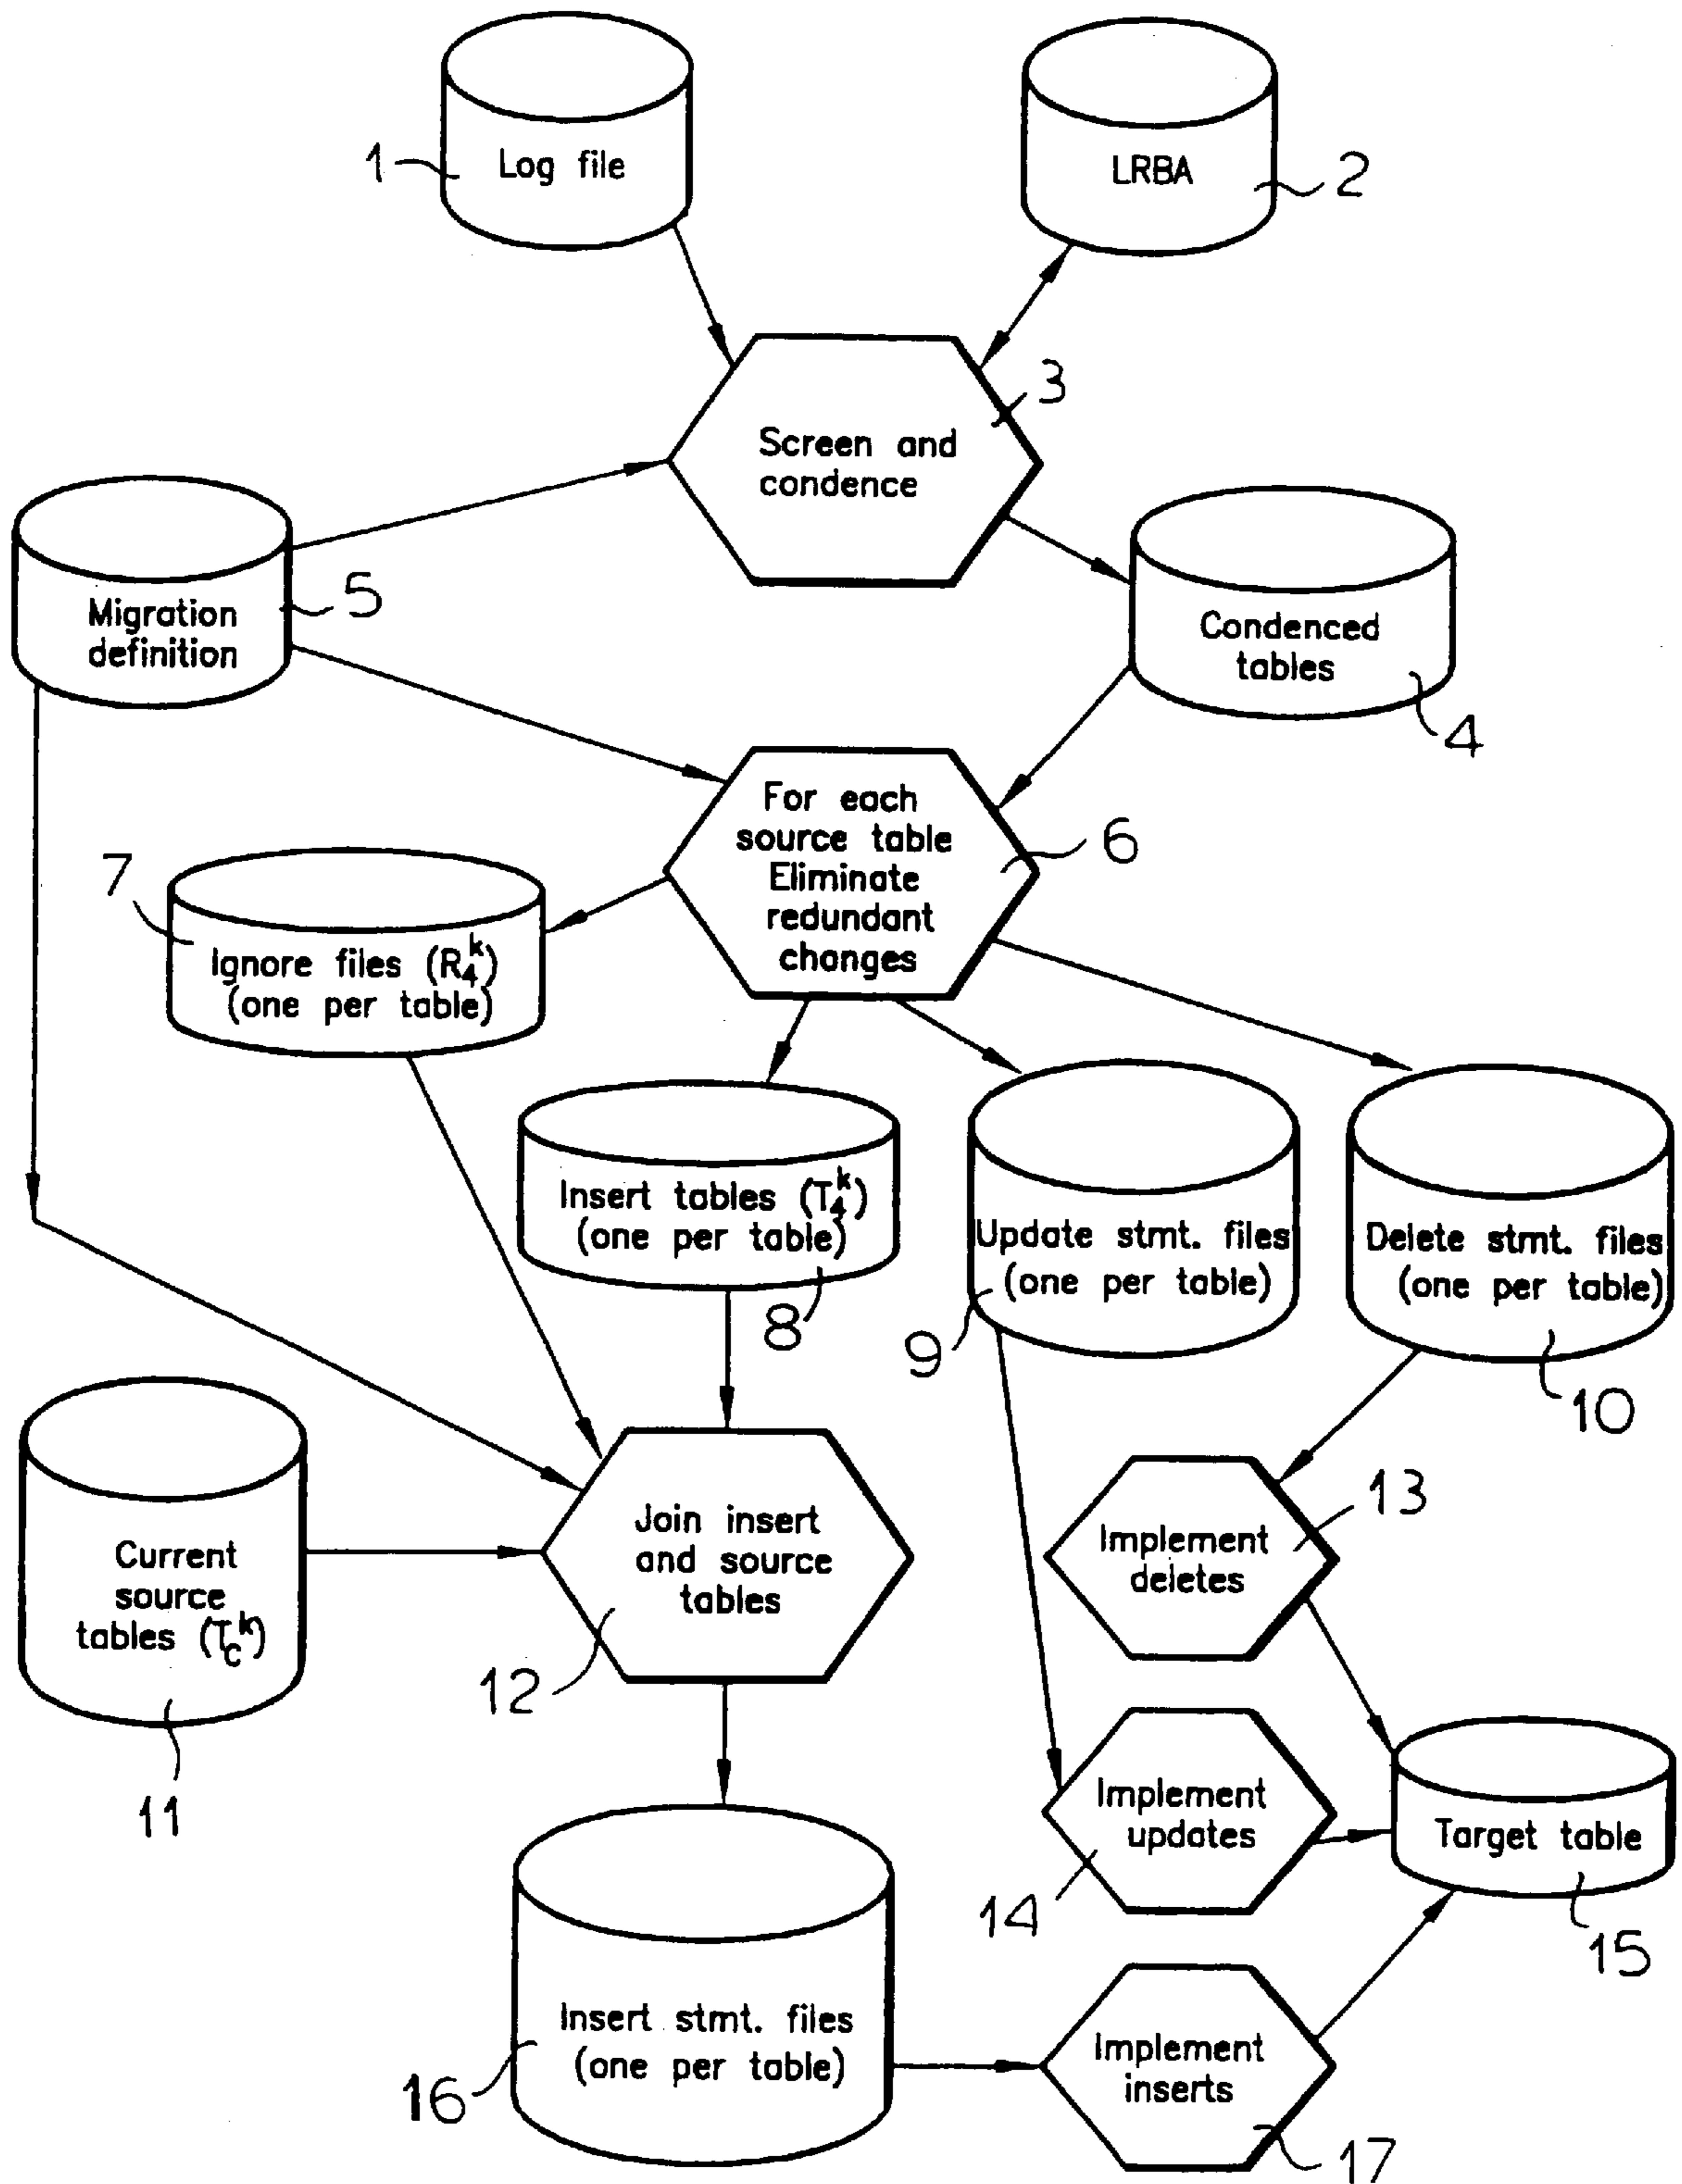 Log file
1
LRBA
2
3
Screen and
condence
Migration
definition
5
Condenced
tables
4
For each
source table
Eliminate
redundant
changes
6
7
Ignore files (R₄ᵏ)
(one per table)
Insert tables (T₄ᵏ)
(one per table)
8
Update stmt. files
(one per table)
9
Delete stmt. files
(one per table)
10
Current
source
tables (T_Cᵏ)
11
Join insert
and source
tables
12
Implement
deletes
13
Implement
updates
14
Target table
15
Insert stmt. files
(one per table)
16
Implement
inserts
17